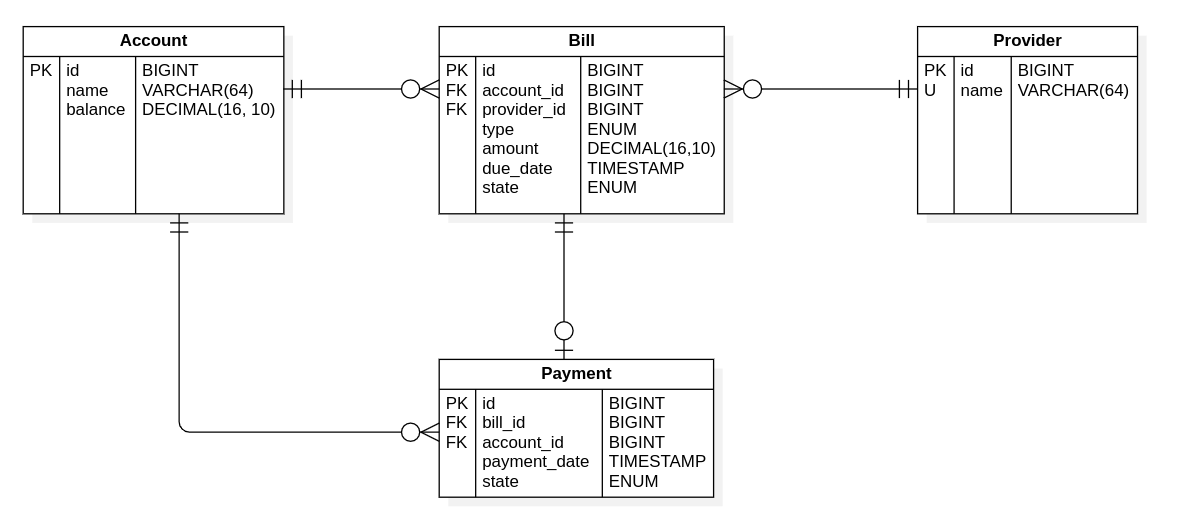 Account
PK id BIGINT
name VARCHAR(64)
balance DECIMAL(16, 10)
Bill
PK id BIGINT
FK account_id BIGINT
FK provider_id BIGINT
type ENUM
amount DECIMAL(16,10)
due_date TIMESTAMP
state ENUM
Provider
PK id BIGINT
U name VARCHAR(64)
Payment
PK id BIGINT
FK bill_id BIGINT
FK account_id BIGINT
payment_date TIMESTAMP
state ENUM